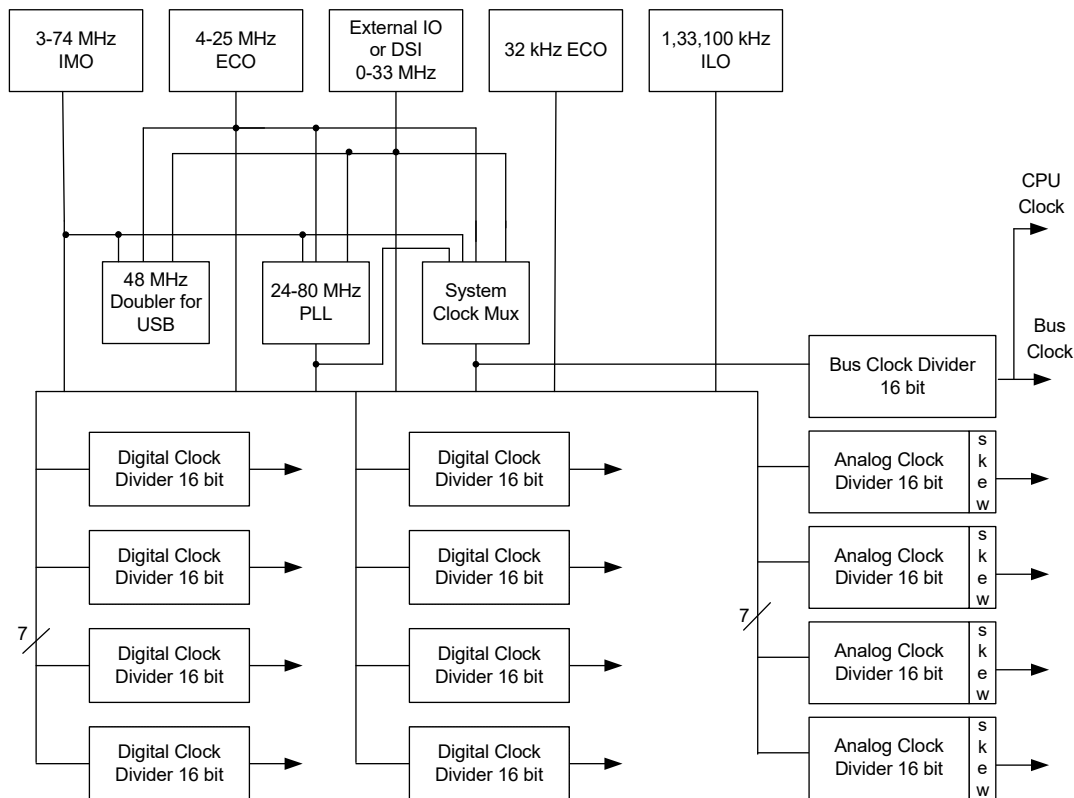 3-74 MHz
IMO
4-25 MHz
ECO
External IO
or DSI
0-33 MHz
32 kHz ECO
1,33,100 kHz
ILO
CPU
Clock
48 MHz
Doubler for
USB
24-80 MHz
PLL
System
Clock Mux
Bus
Clock
Bus Clock Divider
16 bit
Digital Clock
Divider 16 bit
Digital Clock
Divider 16 bit
Analog Clock
Divider 16 bit
s
k
e
w
Digital Clock
Divider 16 bit
Digital Clock
Divider 16 bit
Analog Clock
Divider 16 bit
s
k
e
w
7
7
Digital Clock
Divider 16 bit
Digital Clock
Divider 16 bit
Analog Clock
Divider 16 bit
s
k
e
w
Digital Clock
Divider 16 bit
Digital Clock
Divider 16 bit
Analog Clock
Divider 16 bit
s
k
e
w